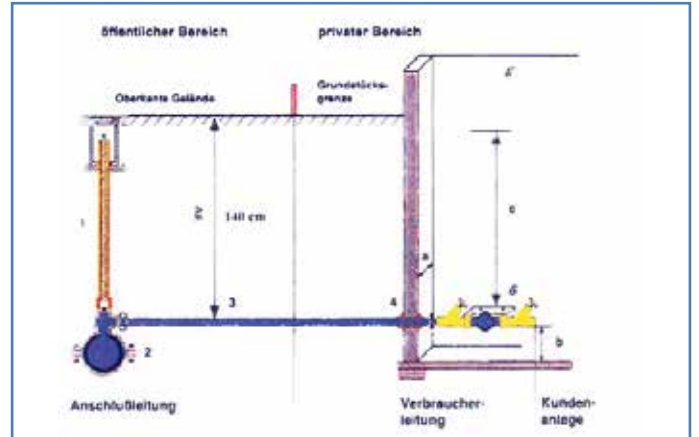 öffentlicher Bereich
privater Bereich
Oberkante Gelände
Grundstücks-
grenze
140 cm
1
2
3
4
a
b
Anschlußleitung
Verbraucher-
leitung
Kunden-
anlage